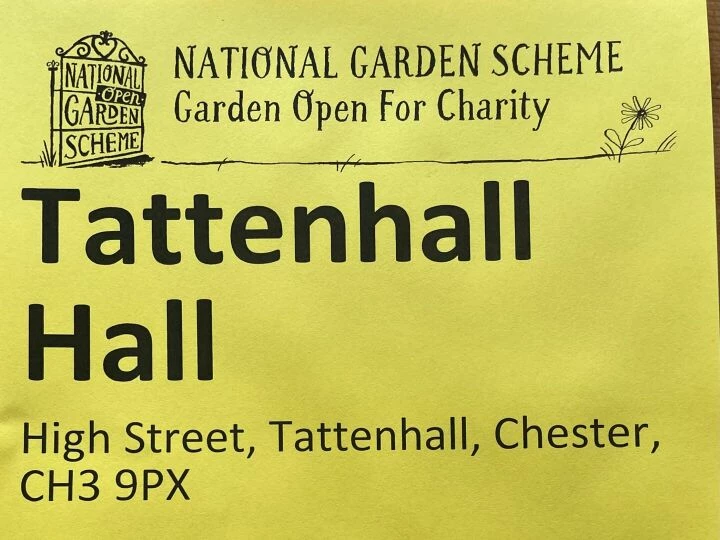 NATIONAL
Open
GARDEN
SCHEME
NATIONAL GARDEN SCHEME
Garden Open For Charity
Tattenhall
Hall
High Street, Tattenhall, Chester,
CH3 9PX